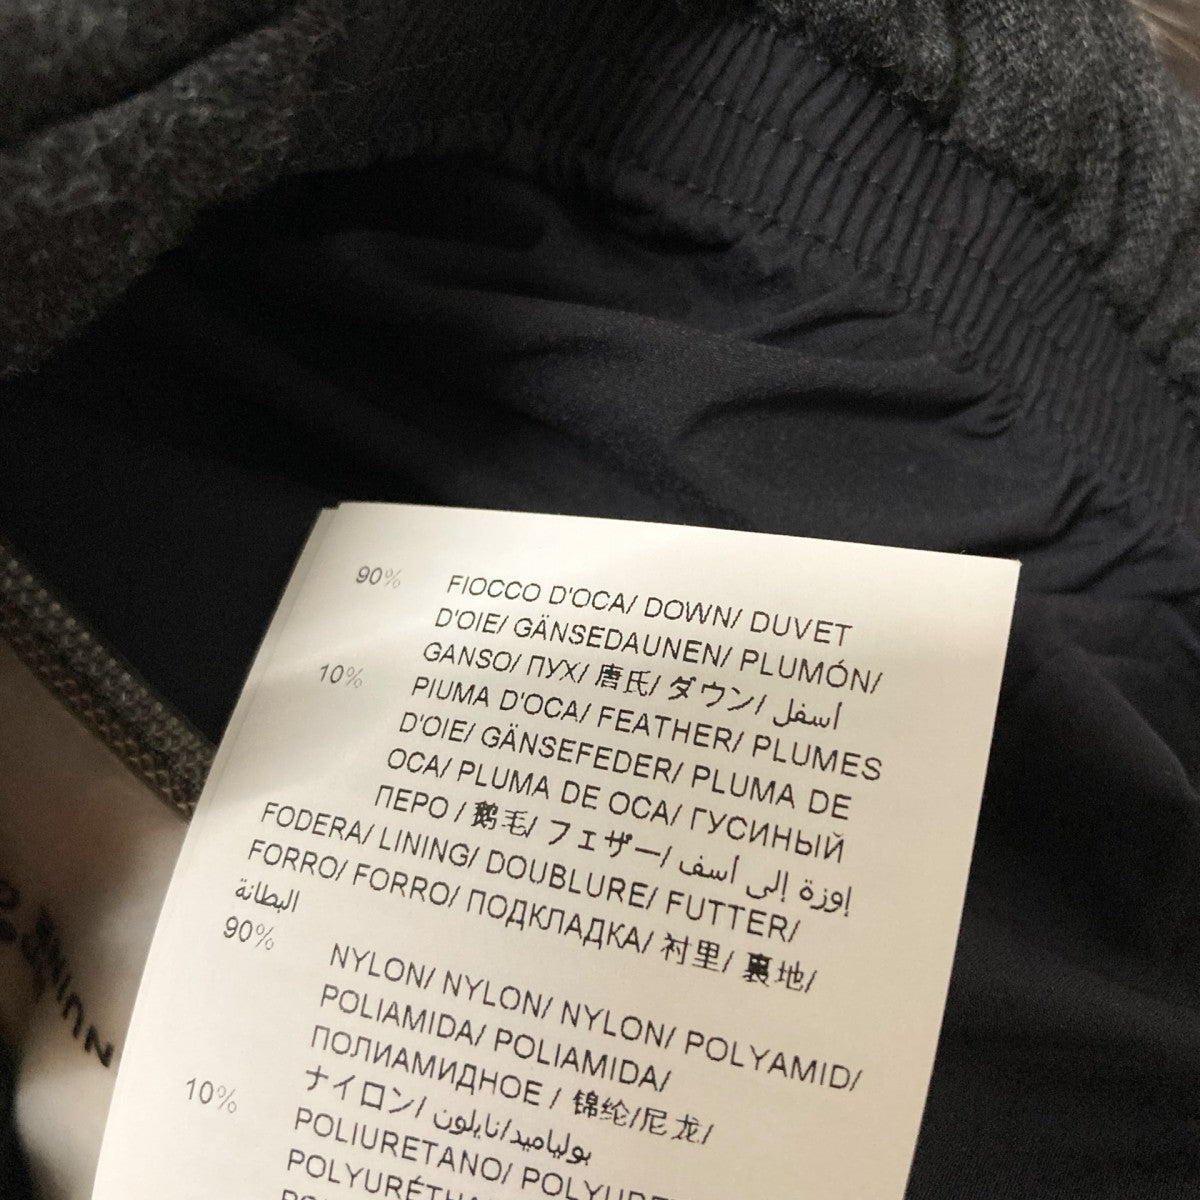 90% FIOCCO D'OCA/ DOWN/ DUVET
D'OIE/ GÄNSEDAUNEN/ PLUMÓN/
GANSO/ ПУХ/ 唐氏/ ダウン/ أسفل
10% PIUMA D'OCA/ FEATHER/ PLUMES
D'OIE/ GÄNSEFEDER/ PLUMA DE
OCA/ PLUMA DE OCA/ ГУСИНЫЙ
ПЕРО / 鹅毛/ フェザー/ إوزة إلى أسف
FODERA/ LINING/ DOUBLURE/ FUTTER/
FORRO/ FORRO/ ПОДКЛАДКА/ 衬里/ 裏地/
البطانة
90% NYLON/ NYLON/ NYLON/ POLYAMID/
POLIAMIDA/ POLIAMIDA/
ПОЛИАМИДНОЕ / 锦纶/尼龙/
ナイロン/ بولياميد/نايلون
10% POLIURETANO/